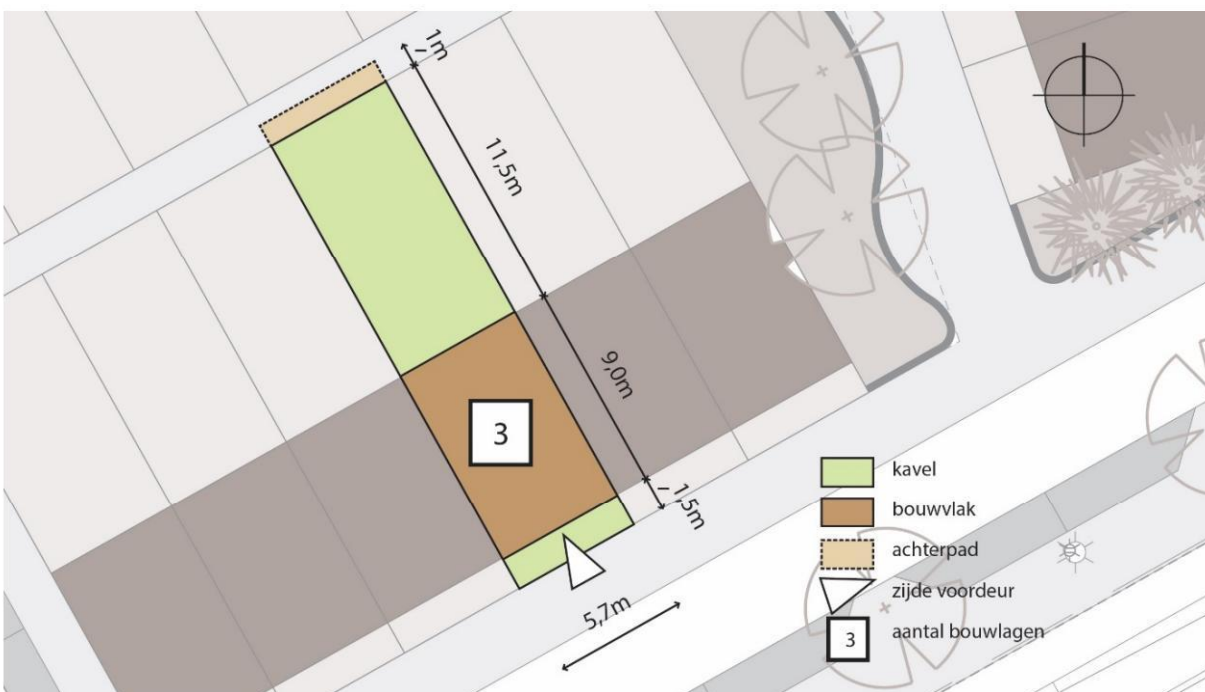 1m
11,5m
9,0m
3
1,5m
5,7m
kavel
bouwvlak
achterpad
zijde voordeur
3 aantal bouwlagen